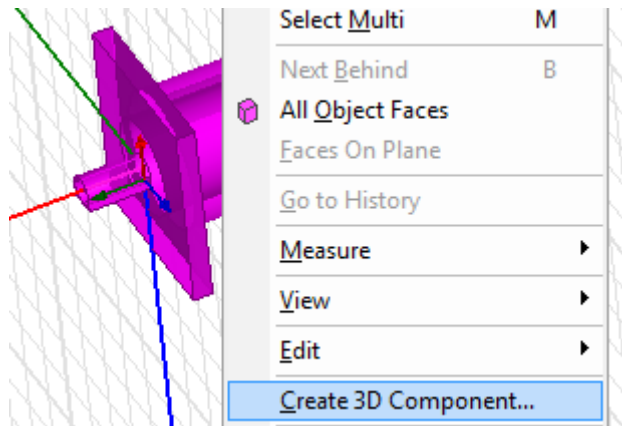 Select Multi M
Next Behind B
All Object Faces
Faces On Plane
Go to History
Measure
View
Edit
Create 3D Component...